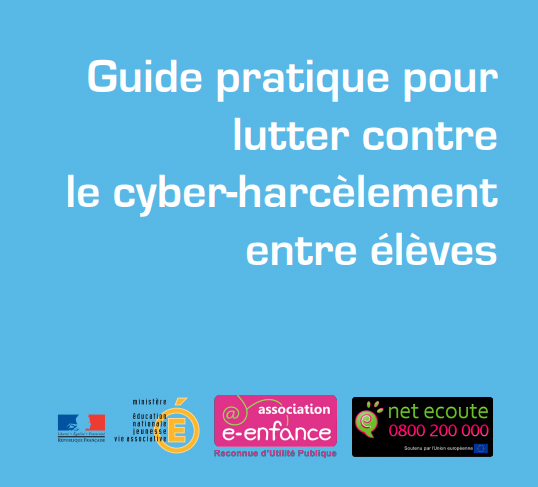 Guide pratique pour
lutter contre
le cyber-harcèlement
entre élèves
Liberté • Égalité • Fraternité
RÉPUBLIQUE FRANÇAISE
ministère
éducation
nationale
jeunesse
vie associative
É
@ association
e-enfance
Reconnue d'Utilité Publique
e net ecoute
0800 200 000
Soutenu par l'Union européenne